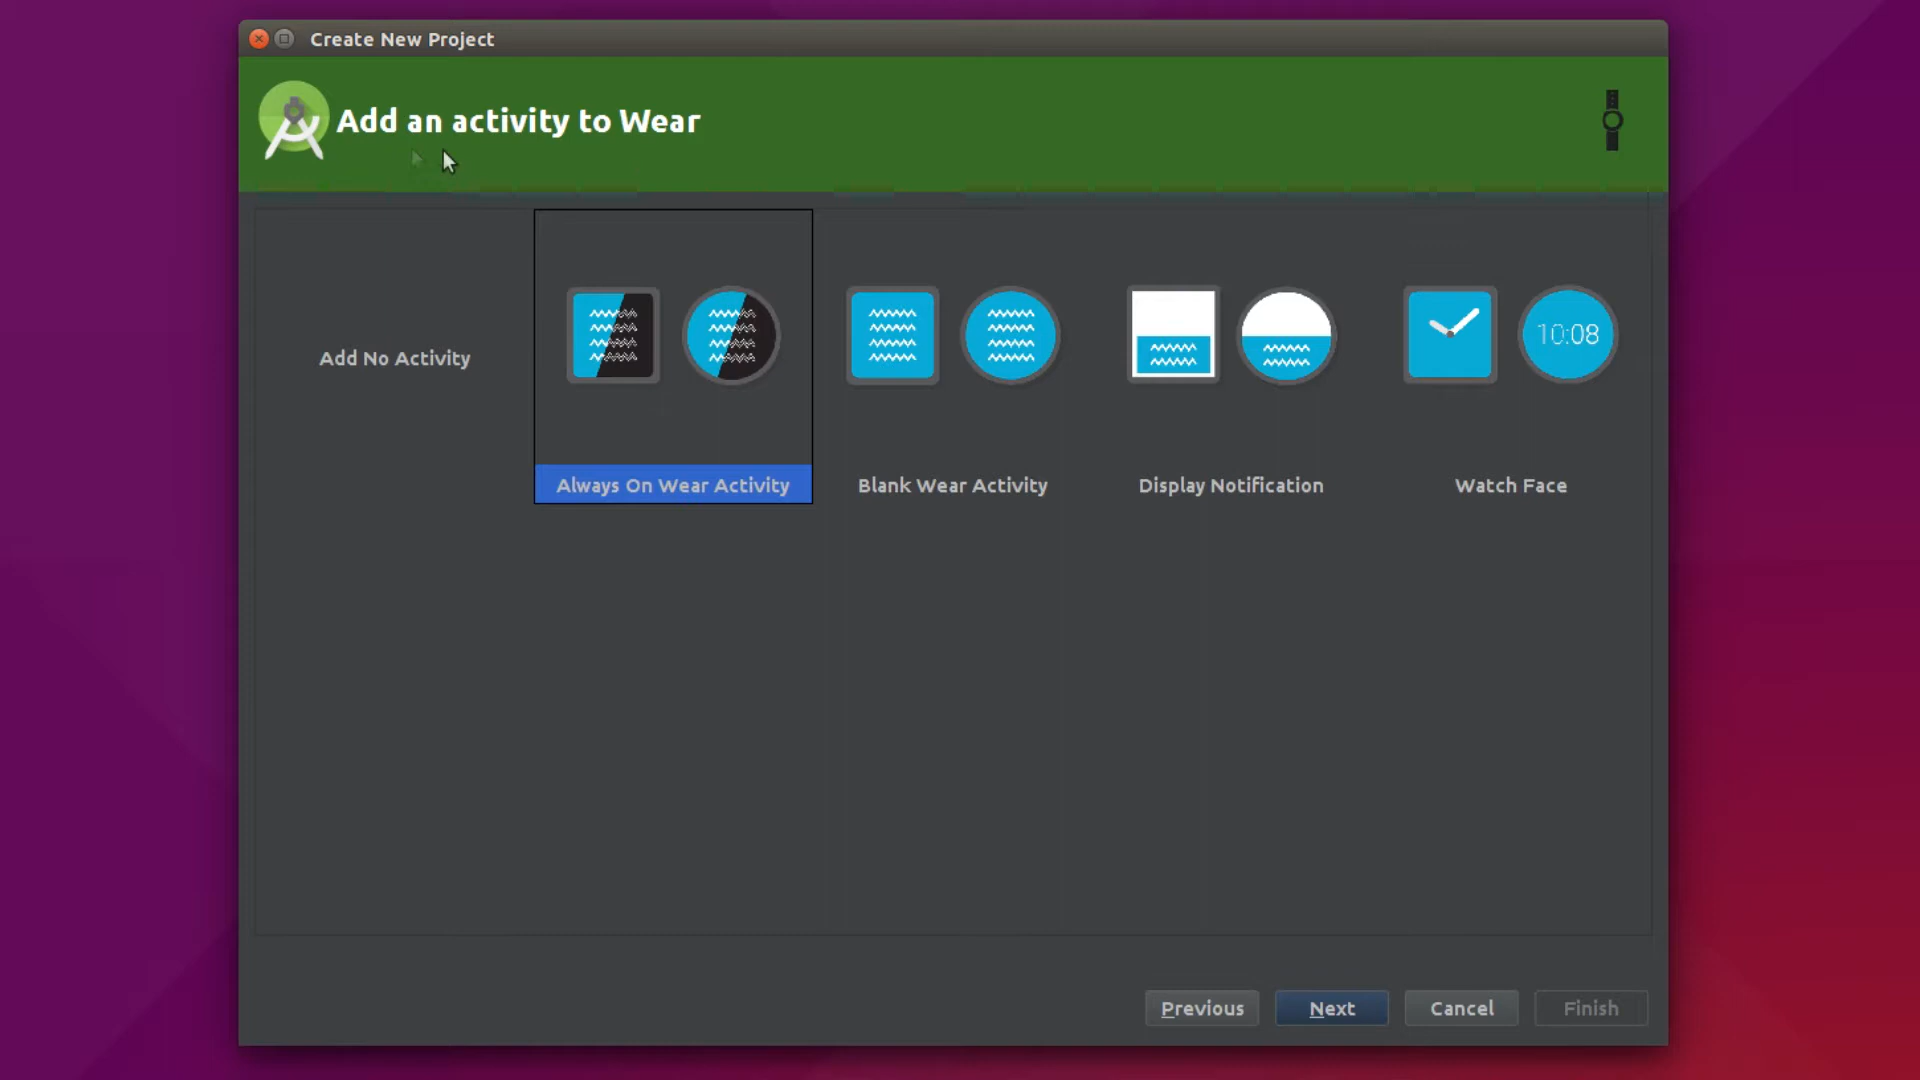 Create New Project
Add an activity to Wear
Add No Activity
10:08
Always On Wear Activity
Blank Wear Activity
Display Notification
Watch Face
Previous
Next
Cancel
Finish